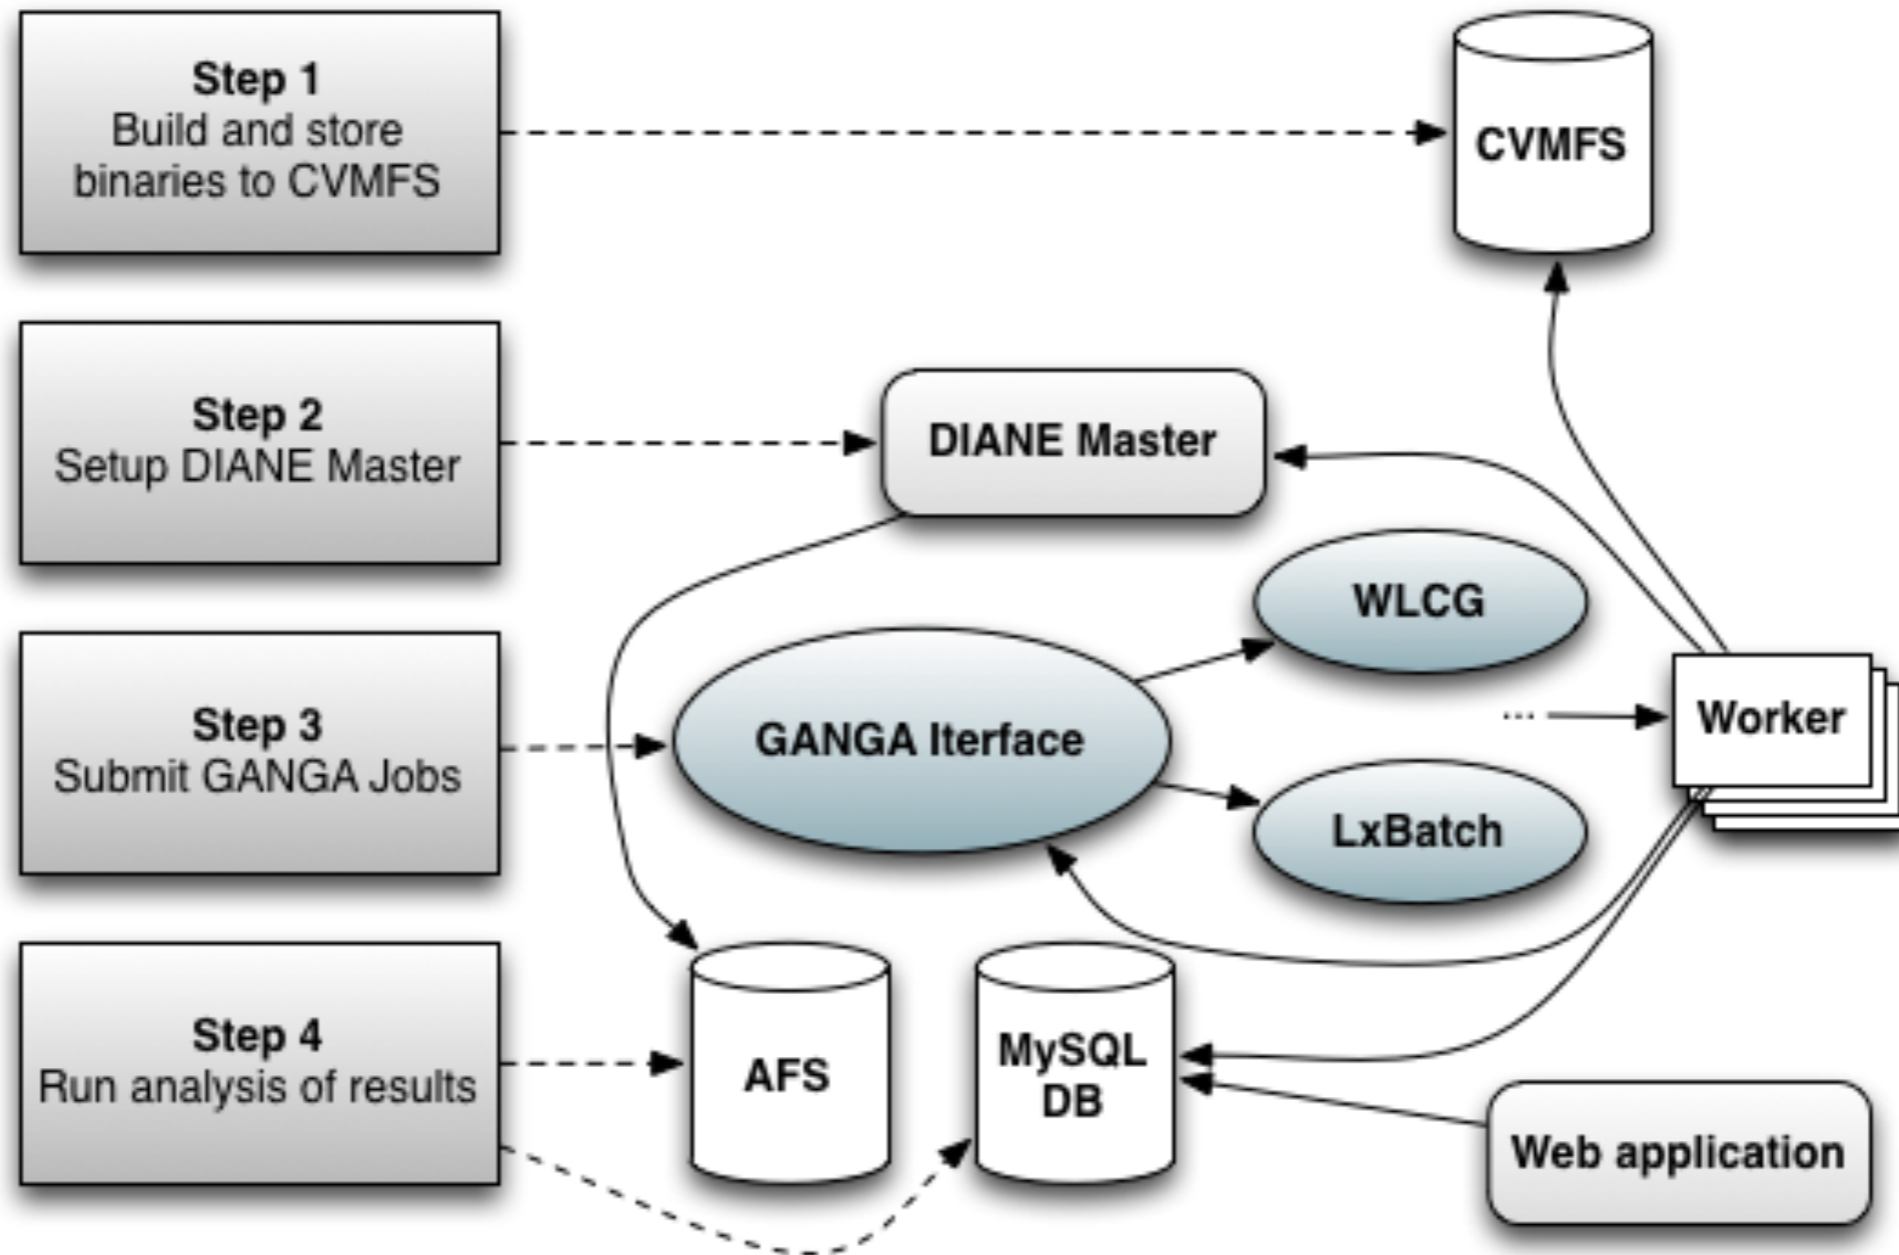 Step 1
Build and store
binaries to CVMFS
CVMFS
Step 2
Setup DIANE Master
DIANE Master
WLCG
Step 3
Submit GANGA Jobs
GANGA Iterface
...
Worker
LxBatch
Step 4
Run analysis of results
AFS
MySQL
DB
Web application